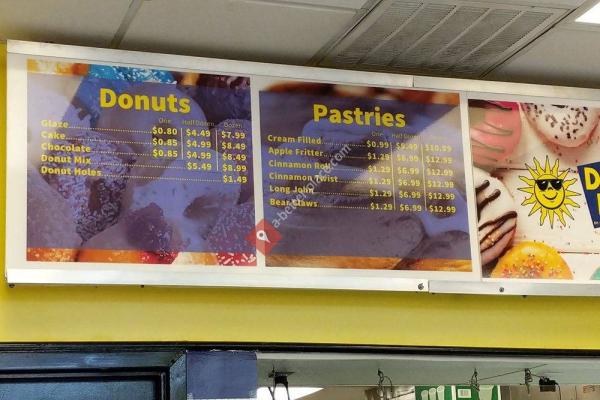 Donuts
One Half Dozen Dozen
Glaze $0.80 $4.49 $7.99
Cake $0.85 $4.99 $8.49
Chocolate $0.85 $4.99 $8.49
Donut Mix $5.49 $8.99
Donut Holes $1.49
Pastries
One Half Dozen Dozen
Cream Filled $0.99 $5.49 $10.99
Apple Fritter $1.29 $6.99 $12.99
Cinnamon Roll $1.29 $6.99 $12.99
Cinnamon Twist $1.29 $6.99 $12.99
Long John $1.29 $6.99 $12.99
Bear Claws $1.29 $6.99 $12.99